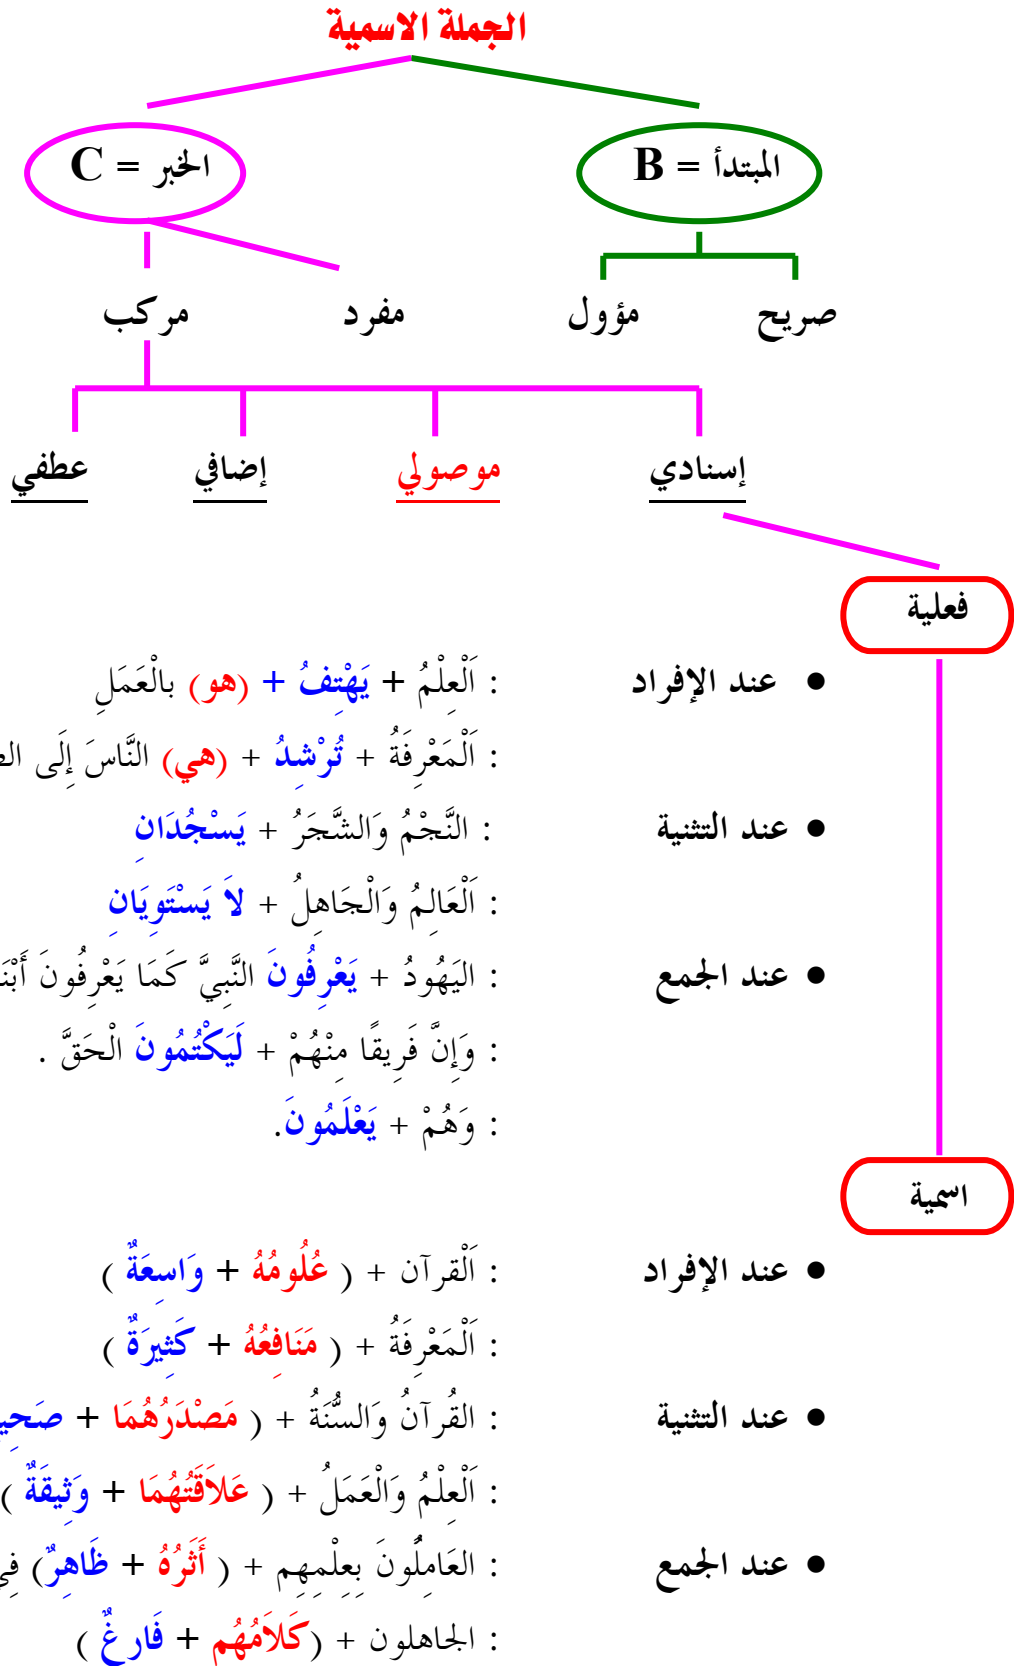 الجملة الاسمية
المبتدأ = B الخبر = C
صريح مؤول مفرد مركب
إسنادي موصولي إضافي عطفي
فعلية
● عند الإفراد : اَلْعِلْمُ + يَهْتِفُ + (هو) بالْعَمَلِ
: اَلْمَعْرِفَةُ + تُرْشِدُ + (هي) النَّاسَ إِلَى
● عند التثنية : النَّجْمُ وَالشَّجَرُ + يَسْجُدَانِ
: اَلْعَالِمُ وَالْجَاهِلُ + لاَ يَسْتَوِيَانِ
● عند الجمع : اليَهُودُ + يَعْرِفُونَ النَّبِيَّ كَمَا يَعْرِفُونَ
: وَإِنَّ فَرِيقًا مِنْهُمْ + لَيَكْتُمُونَ الْحَقَّ .
: وَهُمْ + يَعْلَمُونَ.
اسمية
● عند الإفراد : اَلْقرآن + ( عُلُومُهُ + وَاسِعَةٌ )
: اَلْمَعْرِفَةُ + ( مَنَافِعُهُ + كَثِيرَةٌ )
● عند التثنية : القُرآنُ وَالسُّنَةُ + ( مَصْدَرُهُمَا +
: اَلْعِلْمُ وَالْعَمَلُ + ( عَلاَقَتُهُمَا + وَثِيقَةٌ )
● عند الجمع : العَامِلُونَ بِعِلْمِهِم + ( أَثَرُهُ + ظَاهِرٌ) فِي
: الجاهلون + (كَلاَمُهُم + فَارِغٌ )